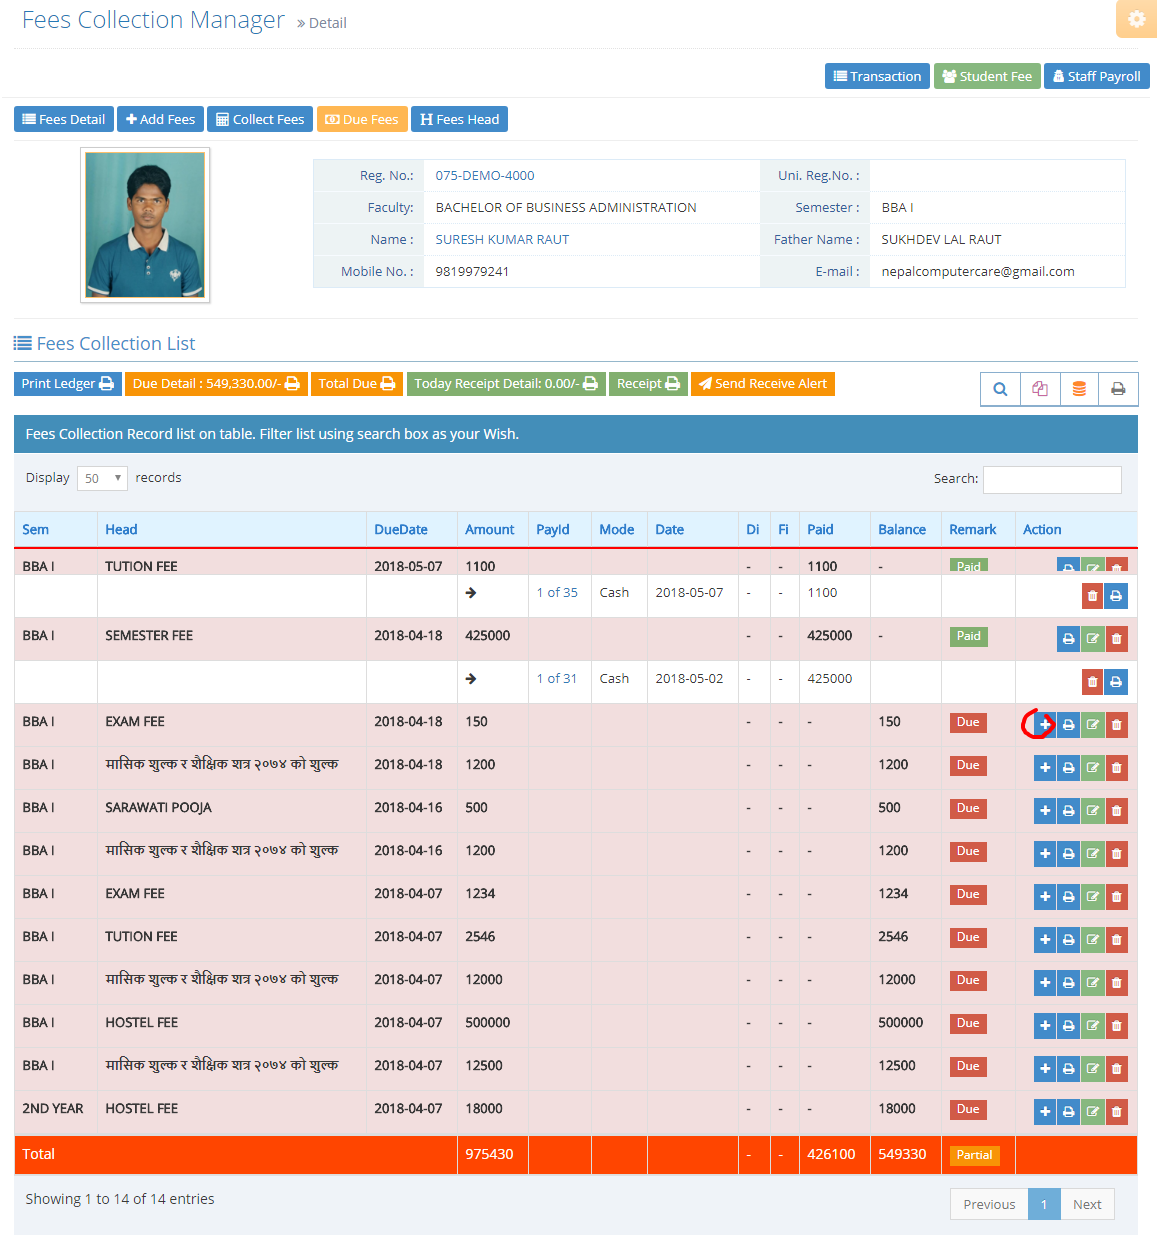 Fees Collection Manager » Detail
Transaction Student Fee Staff Payroll
Fees Detail Add Fees Collect Fees Due Fees Fees Head
Reg. No.: 075-DEMO-4000 Uni. Reg.No. :
Faculty: BACHELOR OF BUSINESS ADMINISTRATION Semester : BBA I
Name : SURESH KUMAR RAUT Father Name : SUKHDEV LAL RAUT
Mobile No. : 9819979241 E-mail : nepalcomputercare@gmail.com
Fees Collection List
Print Ledger Due Detail : 549,330.00/- Total Due Today Receipt Detail: 0.00/- Receipt Send Receive Alert
Fees Collection Record list on table. Filter list using search box as your Wish.
Display 50 records Search:
Sem Head DueDate Amount PayId Mode Date Di Fi Paid Balance Remark Action
BBA I TUTION FEE 2018-05-07 1100 - - 1100 - Paid
1 of 35 Cash 2018-05-07 - - 1100
BBA I SEMESTER FEE 2018-04-18 425000 - - 425000 - Paid
1 of 31 Cash 2018-05-02 - - 425000
BBA I EXAM FEE 2018-04-18 150 - - - 150 Due
BBA I मासिक शुल्क र शैक्षिक शत्र २०७४ को शुल्क 2018-04-18 1200 - - - 1200 Due
BBA I SARAWATI POOJA 2018-04-16 500 - - - 500 Due
BBA I मासिक शुल्क र शैक्षिक शत्र २०७४ को शुल्क 2018-04-16 1200 - - - 1200 Due
BBA I EXAM FEE 2018-04-07 1234 - - - 1234 Due
BBA I TUTION FEE 2018-04-07 2546 - - - 2546 Due
BBA I मासिक शुल्क र शैक्षिक शत्र २०७४ को शुल्क 2018-04-07 12000 - - - 12000 Due
BBA I HOSTEL FEE 2018-04-07 500000 - - - 500000 Due
BBA I मासिक शुल्क र शैक्षिक शत्र २०७४ को शुल्क 2018-04-07 12500 - - - 12500 Due
2ND YEAR HOSTEL FEE 2018-04-07 18000 - - - 18000 Due
Total 975430 - - 426100 549330 Partial
Showing 1 to 14 of 14 entries
Previous 1 Next